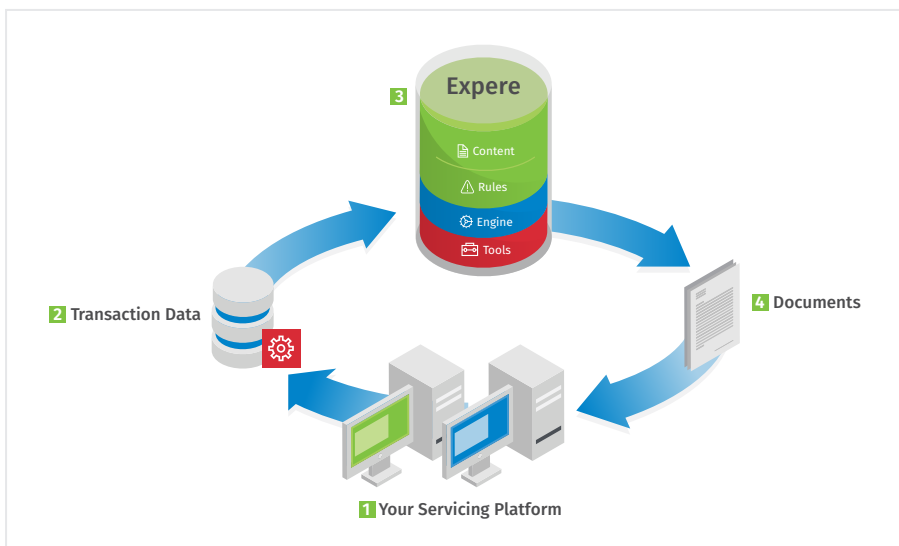 Expere
3
Content
Rules
Engine
Tools
2 Transaction Data
4 Documents
1 Your Servicing Platform